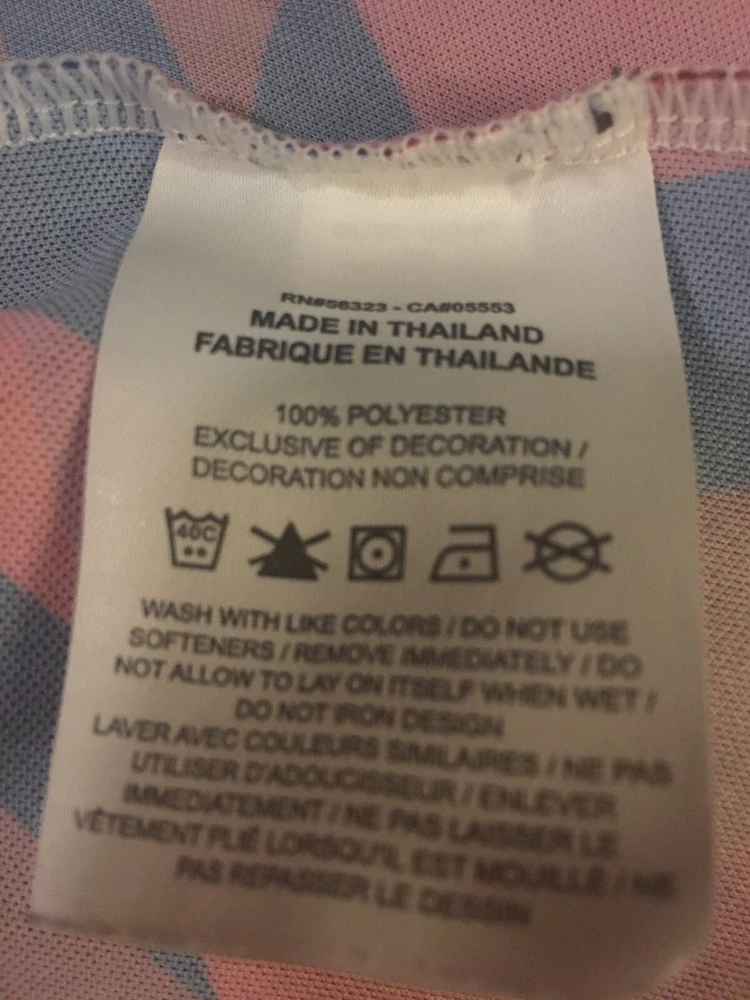 RN#56323 - CA#05553
MADE IN THAILAND
FABRIQUE EN THAILANDE
100% POLYESTER
EXCLUSIVE OF DECORATION /
DECORATION NON COMPRISE
40C
WASH WITH LIKE COLORS / DO NOT USE
SOFTENERS / REMOVE IMMEDIATELY / DO
NOT ALLOW TO LAY ON ITSELF WHEN WET /
DO NOT IRON DESIGN
LAVER AVEC COULEURS SIMILAIRES / NE PAS
UTILISER D'ADOUCISSEUR / ENLEVER
IMMEDIATEMENT / NE PAS LAISSER LE
VÊTEMENT PLIÉ LORSQU'IL EST MOUILLÉ / NE
PAS REPASSER LE DESSIN